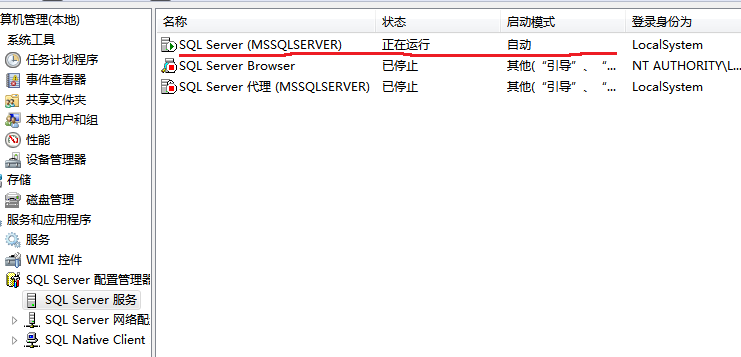 算机管理(本地)
系统工具
任务计划程序
事件查看器
共享文件夹
本地用户和组
性能
设备管理器
存储
磁盘管理
服务和应用程序
服务
WMI 控件
SQL Server 配置管理器
SQL Server 服务
SQL Server 网络配
SQL Native Client
名称 状态 启动模式 登录身份为
SQL Server (MSSQLSERVER) 正在运行 自动 LocalSystem
SQL Server Browser 已停止 其他(“引导”、“... NT AUTHORITY\L...
SQL Server 代理 (MSSQLSERVER) 已停止 其他(“引导”、“... LocalSystem